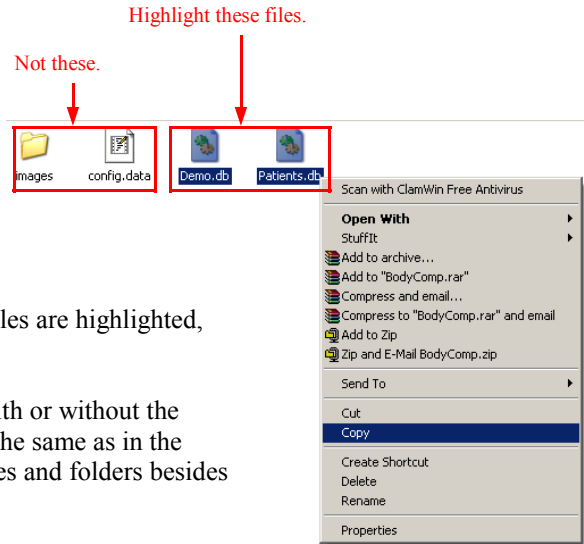 Highlight these files.
Not these.
images
config.data
Demo.db
Patients.db
Scan with ClamWin Free Antivirus
Open With
StuffIt
Add to archive...
Add to "BodyComp.rar"
Compress and email...
Compress to "BodyComp.rar" and email
Add to Zip
Zip and E-Mail BodyComp.zip
Send To
Cut
Copy
Create Shortcut
Delete
Rename
Properties
les are highlighted,
ith or without the
he same as in the
es and folders besides